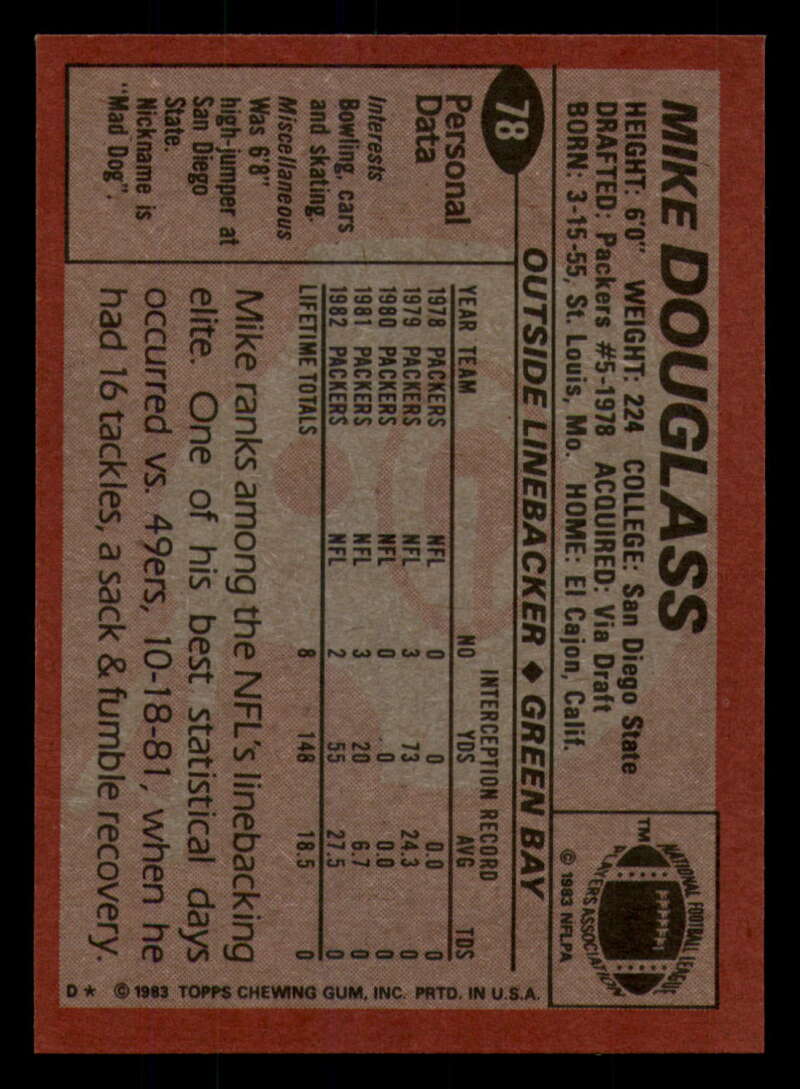 MIKE DOUGLASS
HEIGHT: 6'0" WEIGHT: 224 COLLEGE: San Diego State
DRAFTED: Packers #5-1978 ACQUIRED: Via Draft
BORN: 3-15-55, St. Louis, Mo. HOME: El Cajon, Calif.
NATIONAL FOOTBALL LEAGUE
PLAYERS ASSOCIATION
TM
© 1983 NFLPA
78
OUTSIDE LINEBACKER ♦ GREEN BAY
Personal
Data
Interests
Bowling, cars
and skating.
Miscellaneous
Was 6'8"
high-jumper at
San Diego
State.
Nickname is
"Mad Dog".
INTERCEPTION RECORD
YEAR TEAM NO YDS AVG TDS
1978 PACKERS NFL 0 0 0.0 0
1979 PACKERS NFL 3 73 24.3 0
1980 PACKERS NFL 0 0 0.0 0
1981 PACKERS NFL 3 20 6.7 0
1982 PACKERS NFL 2 55 27.5 0
LIFETIME TOTALS 8 148 18.5 0
Mike ranks among the NFL's linebacking
elite. One of his best statistical days
occurred vs. 49ers, 10-18-81, when he
had 16 tackles, a sack & fumble recovery.
D* © 1983 TOPPS CHEWING GUM, INC. PRTD. IN U.S.A.